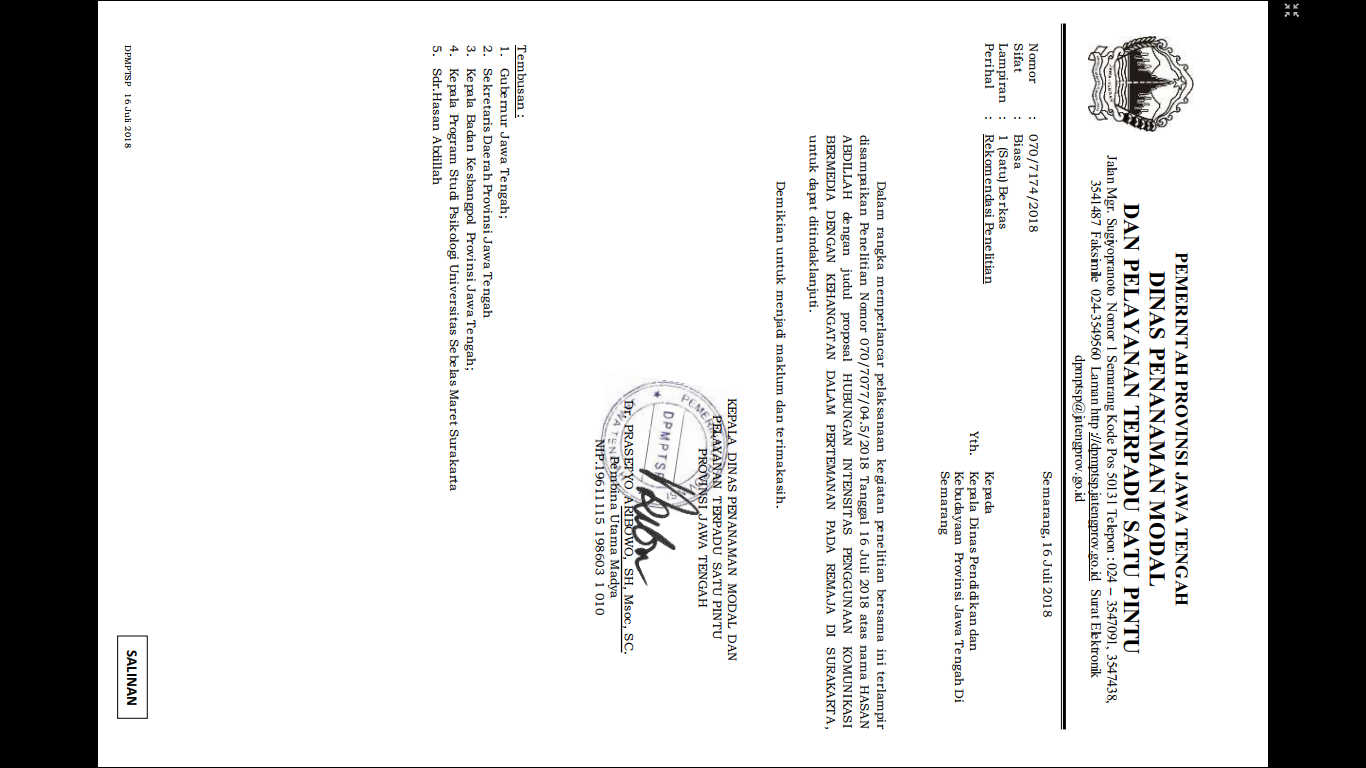 PEMERINTAH PROVINSI JAWA TENGAH
DINAS PENANAMAN MODAL
DAN PELAYANAN TERPADU SATU PINTU
Jalan Mgr. Sugiyopranoto Nomor 1 Semarang Kode Pos 50131 Telepon : 024 – 3547091, 3547438,
3541487 Faksimile 024-3549560 Laman http ://dpmptsp.jatengprov.go.id Surat Elektronik
dpmptsp@jatengprov.go.id
Semarang, 16 Juli 2018
Nomor : 070/7174/2018
Sifat : Biasa
Lampiran : 1 (Satu) Berkas
Perihal : Rekomendasi Penelitian
Kepada
Yth. Kepala Dinas Pendidikan dan
Kebudayaan Provinsi Jawa Tengah Di
Semarang
Dalam rangka memperlancar pelaksanaan kegiatan penelitian bersama ini terlampir
disampaikan Penelitian Nomor 070/7077/04.5/2018 Tanggal 16 Juli 2018 atas nama HASAN
ABDILLAH dengan judul proposal HUBUNGAN INTENSITAS PENGGUNAAN KOMUNIKASI
BERMEDIA DENGAN KEHANGATAN DALAM PERTEMANAN PADA REMAJA DI SURAKARTA,
untuk dapat ditindaklanjuti.
Demikian untuk menjadi maklum dan terimakasih.
KEPALA DINAS PENANAMAN MODAL DAN
PELAYANAN TERPADU SATU PINTU
PROVINSI JAWA TENGAH
DPMPTSP
Dr. PRASETYO ARIBOWO, SH, Msoc, SC.
Pembina Utama Madya
NIP.19611115 198603 1 010
Tembusan :
1. Gubernur Jawa Tengah;
2. Sekretaris Daerah Provinsi Jawa Tengah
3. Kepala Badan Kesbangpol Provinsi Jawa Tengah;
4. Kepala Program Studi Psikologi Universitas Sebelas Maret Surakarta
5. Sdr.Hasan Abdillah
DPMPTSP 16 Juli 2018
SALINAN